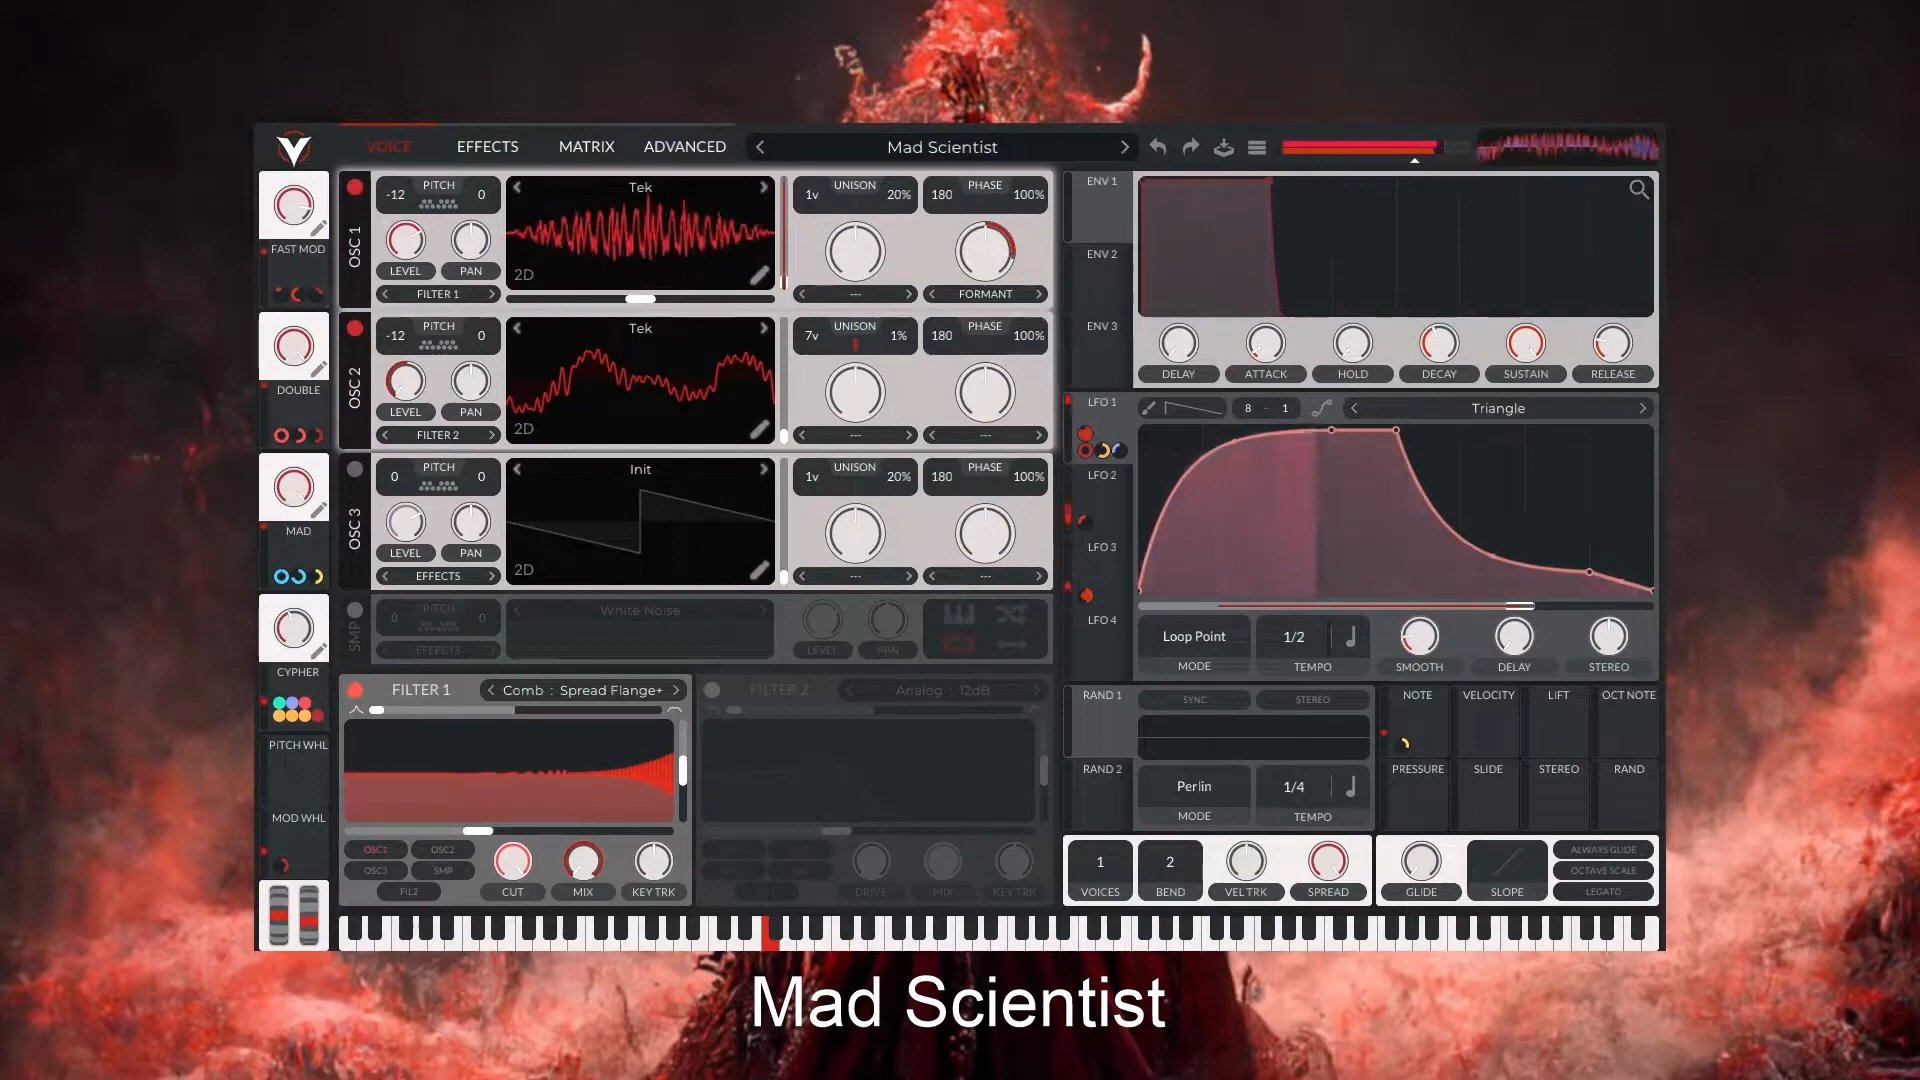 VOICE EFFECTS MATRIX ADVANCED Mad Scientist
FAST MOD
DOUBLE
MAD
CYPHER
PITCH WHL
MOD WHL
OSC 1
-12 PITCH 0
LEVEL PAN
FILTER 1
Tek
2D
1v UNISON 20%
---
180 PHASE 100%
FORMANT
OSC 2
-12 PITCH 0
LEVEL PAN
FILTER 2
Tek
2D
7v UNISON 1%
---
180 PHASE 100%
---
OSC 3
0 PITCH 0
LEVEL PAN
EFFECTS
Init
2D
1v UNISON 20%
---
180 PHASE 100%
---
SMP
0 PITCH 0
EFFECTS
White Noise
LEVEL PAN
FILTER 1 Comb : Spread Flange+
OSC1 OSC2
OSC3 SMP
FIL2
CUT MIX KEY TRK
FILTER 2 Analog : 12dB
DRIVE MIX KEY TRK
ENV 1
ENV 2
ENV 3
DELAY ATTACK HOLD DECAY SUSTAIN RELEASE
LFO 1
LFO 2
LFO 3
LFO 4
8 - 1 Triangle
Loop Point
MODE
1/2
TEMPO
SMOOTH DELAY STEREO
RAND 1
RAND 2
SYNC STEREO
Perlin
MODE
1/4
TEMPO
NOTE VELOCITY LIFT OCT NOTE
PRESSURE SLIDE STEREO RAND
1
VOICES
2
BEND
VEL TRK SPREAD
GLIDE SLOPE
ALWAYS GLIDE
OCTAVE SCALE
LEGATO
Mad Scientist